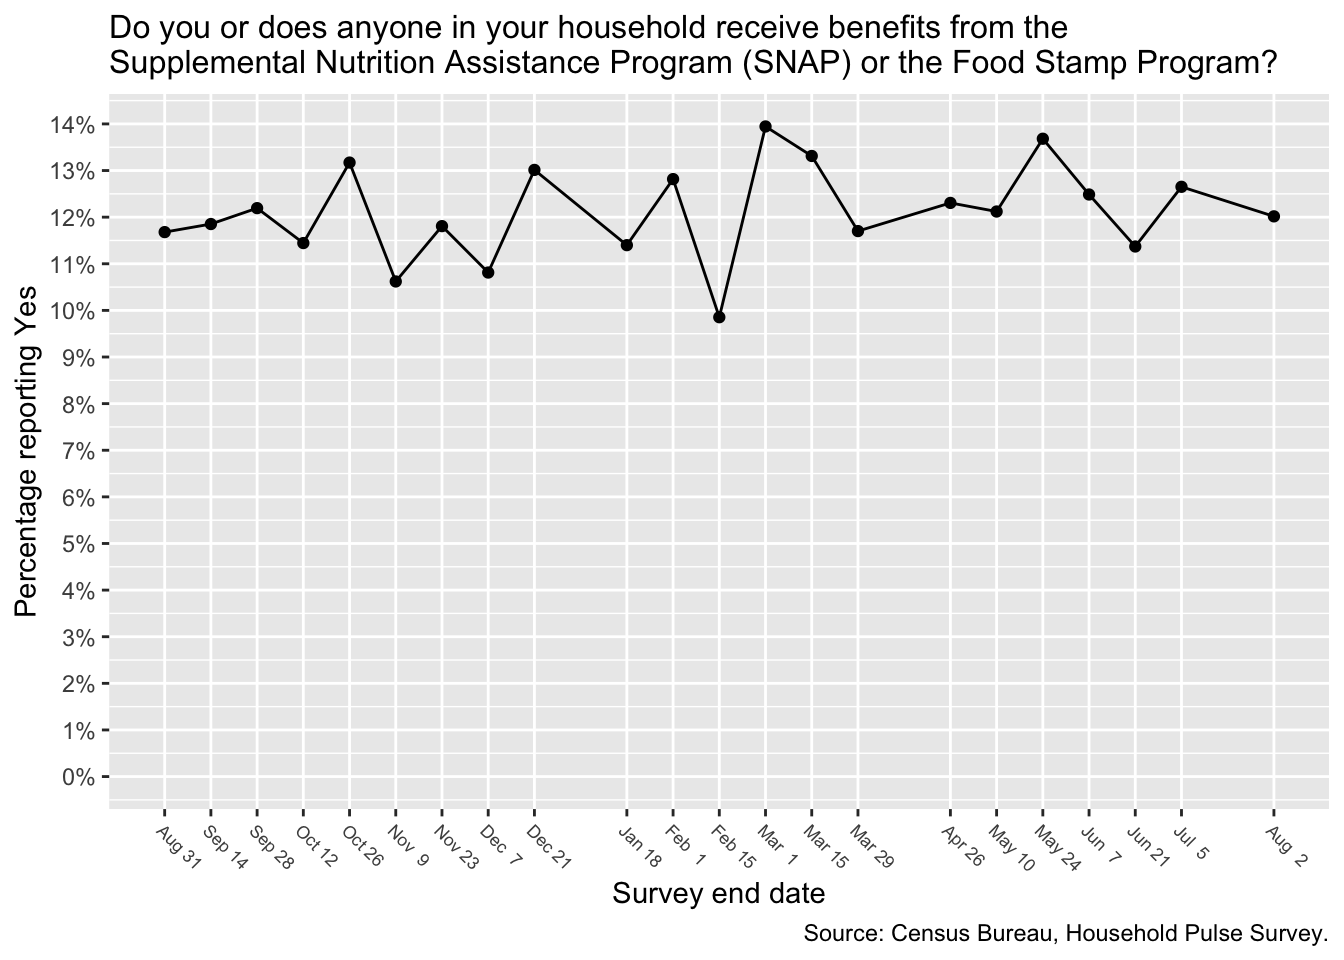 Do you or does anyone in your household receive benefits from the
Supplemental Nutrition Assistance Program (SNAP) or the Food Stamp Program?
Percentage reporting Yes
14%
13%
12%
11%
10%
9%
8%
7%
6%
5%
4%
3%
2%
1%
0%
Aug 31
Sep 14
Sep 28
Oct 12
Oct 26
Nov 9
Nov 23
Dec 7
Dec 21
Jan 18
Feb 1
Feb 15
Mar 1
Mar 15
Mar 29
Apr 26
May 10
May 24
Jun 7
Jun 21
Jul 5
Aug 2
Survey end date
Source: Census Bureau, Household Pulse Survey.